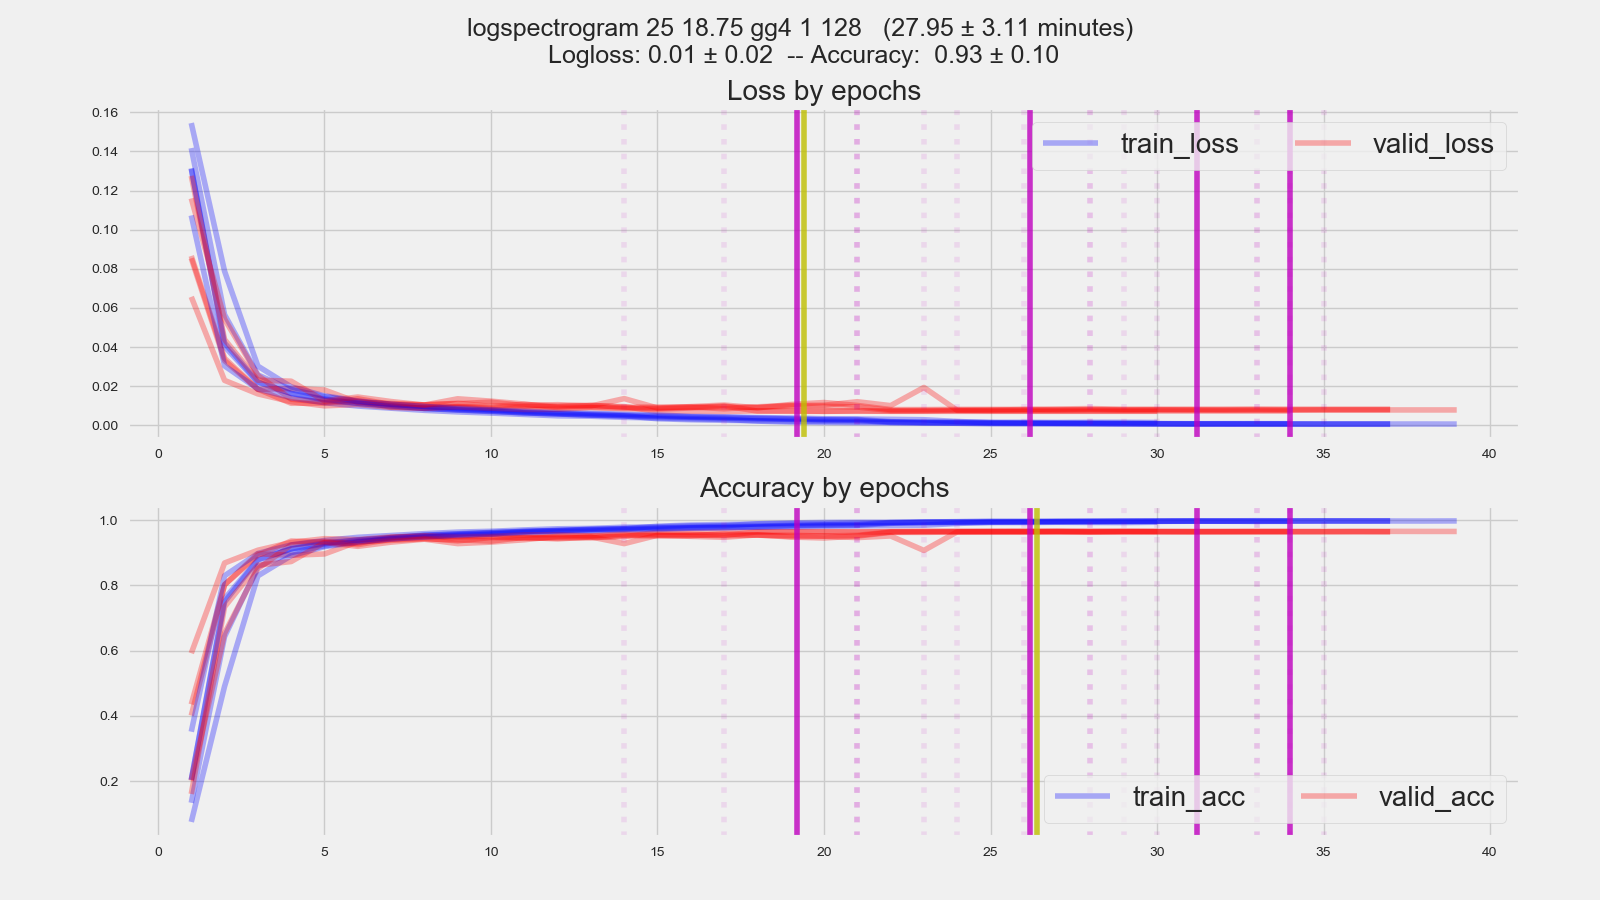 logspectrogram 25 18.75 gg4 1 128 (27.95 ± 3.11 minutes)
Logloss: 0.01 ± 0.02 -- Accuracy: 0.93 ± 0.10
Loss by epochs
0.16
0.14
0.12
0.10
0.08
0.06
0.04
0.02
0.00
train_loss valid_loss
0 5 10 15 20 25 30 35 40
Accuracy by epochs
1.0
0.8
0.6
0.4
0.2
train_acc valid_acc
0 5 10 15 20 25 30 35 40